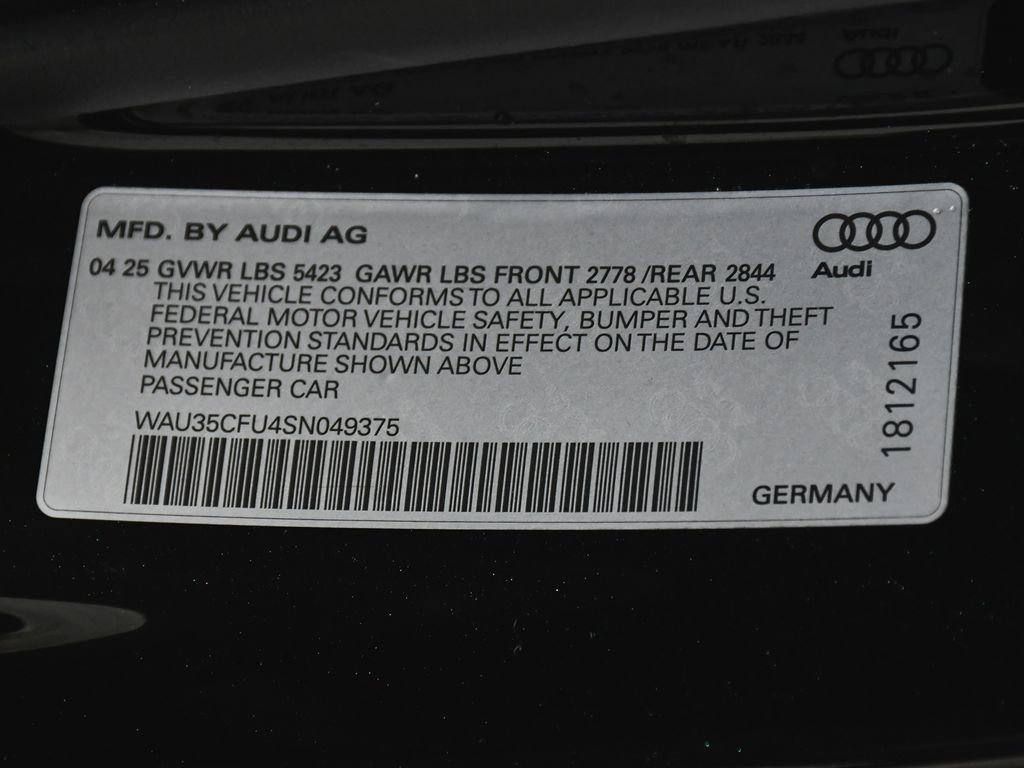 MFD. BY AUDI AG
04 25 GVWR LBS 5423 GAWR LBS FRONT 2778 /REAR 2844
THIS VEHICLE CONFORMS TO ALL APPLICABLE U.S.
FEDERAL MOTOR VEHICLE SAFETY, BUMPER AND THEFT
PREVENTION STANDARDS IN EFFECT ON THE DATE OF
MANUFACTURE SHOWN ABOVE
PASSENGER CAR
WAU35CFU4SN049375
Audi
1812165
GERMANY